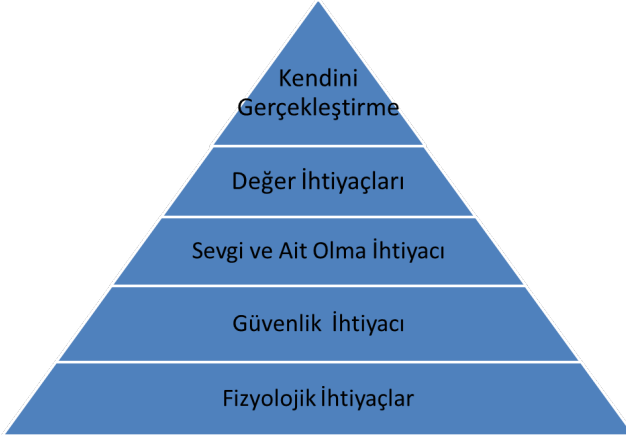 Kendini
Gerçekleştirme
Değer İhtiyaçları
Sevgi ve Ait Olma İhtiyacı
Güvenlik İhtiyacı
Fizyolojik İhtiyaçlar